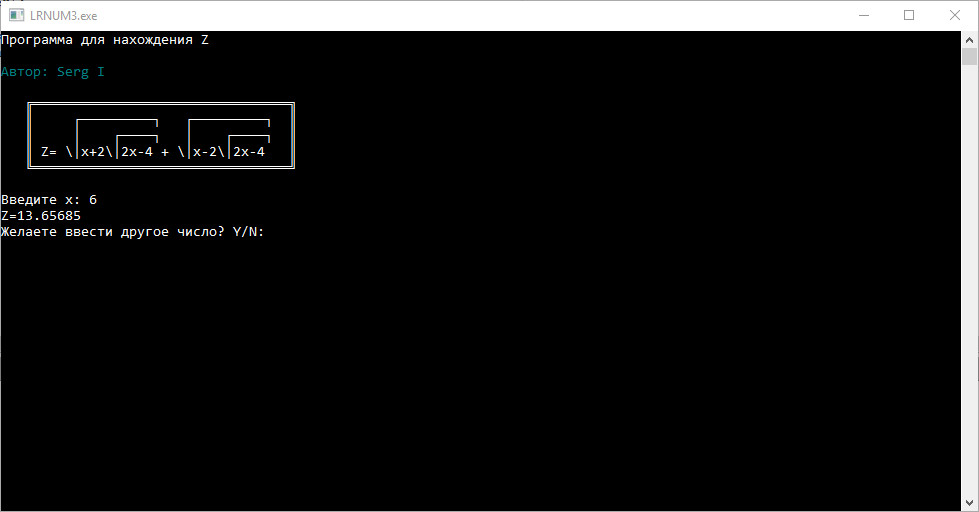 LRNUM3.exe
Программа для нахождения Z
Автор: Serg I
Z= \|x+2\|2x-4 + \|x-2\|2x-4
Введите x: 6
Z=13.65685
Желаете ввести другое число? Y/N: